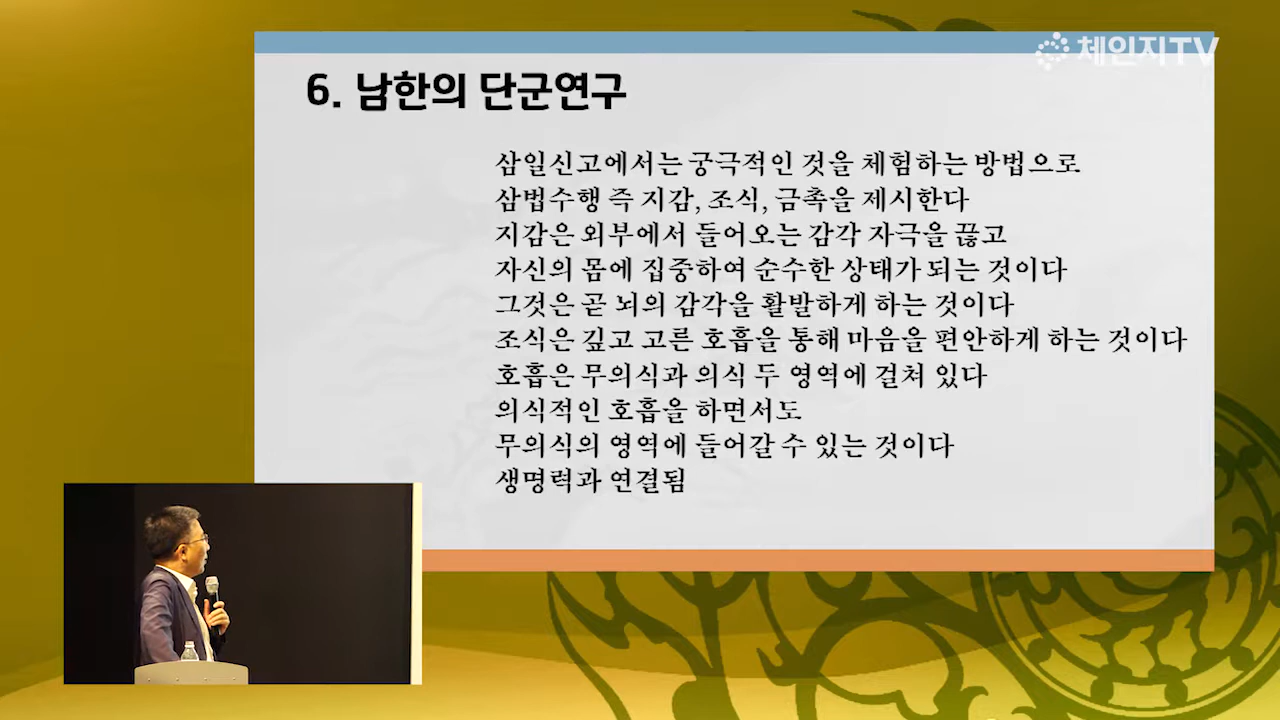 체인지TV
6. 남한의 단군연구
삼일신고에서는 궁극적인 것을 체험하는 방법으로
삼법수행 즉 지감, 조식, 금촉을 제시한다
지감은 외부에서 들어오는 감각 자극을 끊고
자신의 몸에 집중하여 순수한 상태가 되는 것이다
그것은 곧 뇌의 감각을 활발하게 하는 것이다
조식은 깊고 고른 호흡을 통해 마음을 편안하게 하는 것이다
호흡은 무의식과 의식 두 영역에 걸쳐 있다
의식적인 호흡을 하면서도
무의식의 영역에 들어갈 수 있는 것이다
생명력과 연결됨